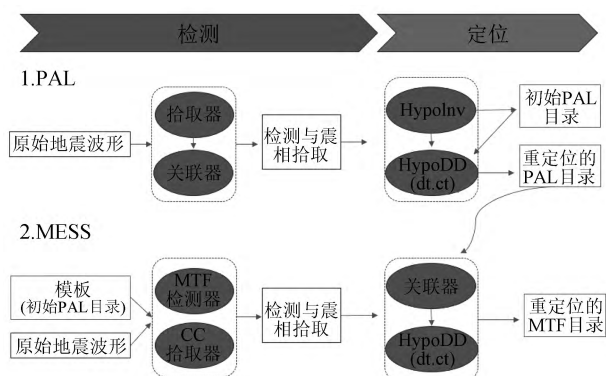 检测
定位
1.PAL
拾取器
关联器
原始地震波形
检测与震
相拾取
HypoInv
HypoDD
(dt.ct)
初始PAL
目录
重定位的
PAL目录
2.MESS
模板
(初始PAL目录)
原始地震波形
MTF
检测器
CC
拾取器
检测与震
相拾取
关联器
HypoDD
(dt.ct)
重定位的
MTF目录